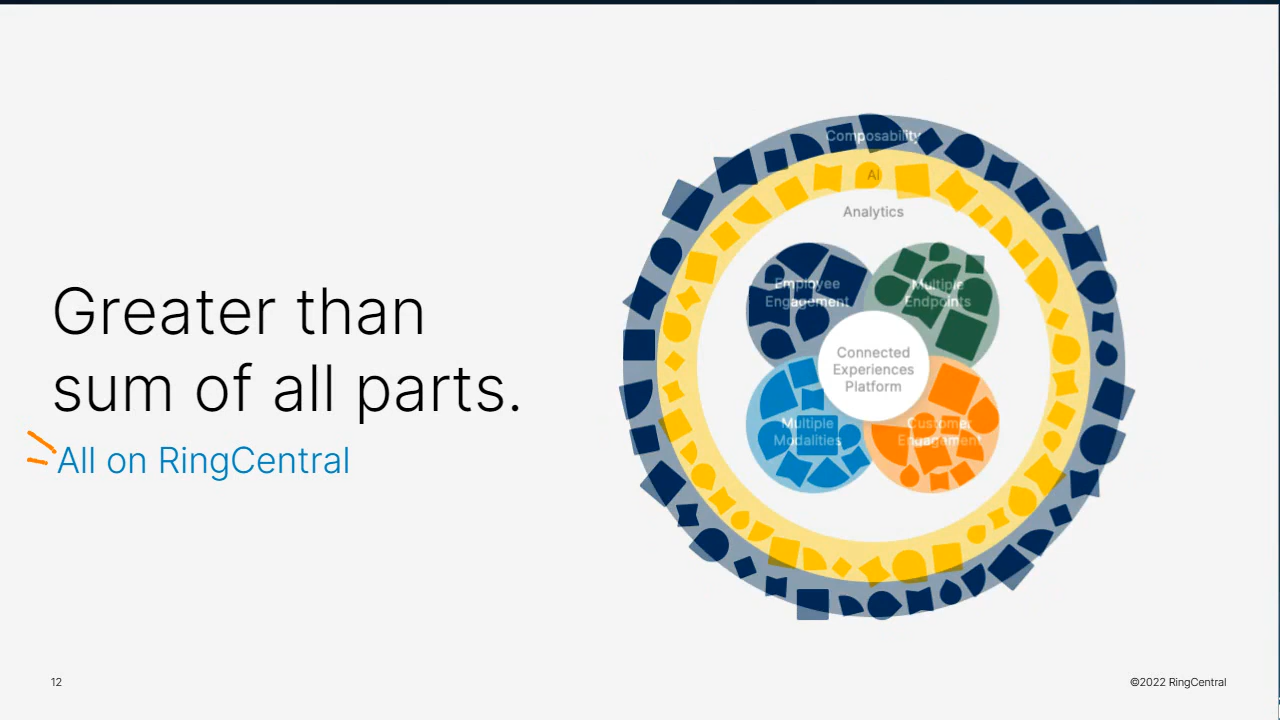 Greater than
sum of all parts.
All on RingCentral
Composability
AI
Analytics
Employee
Engagement
Multiple
Endpoints
Connected
Experiences
Platform
Multiple
Modalities
Customer
Engagement
12
©2022 RingCentral